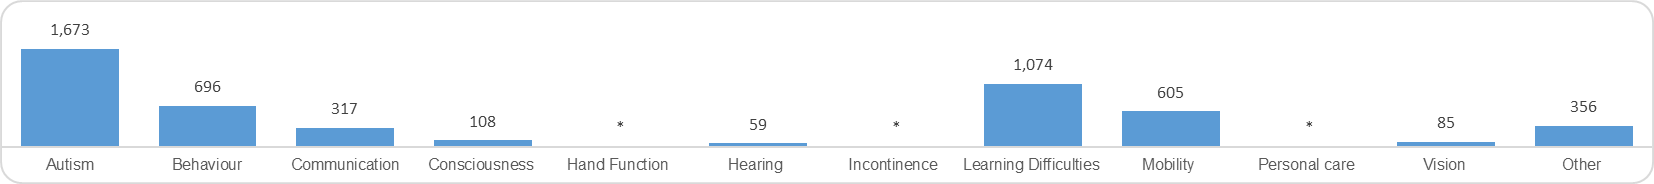 1,673
696
317
108
*
59
*
1,074
605
*
85
356
Autism
Behaviour
Communication
Consciousness
Hand Function
Hearing
Incontinence
Learning Difficulties
Mobility
Personal care
Vision
Other